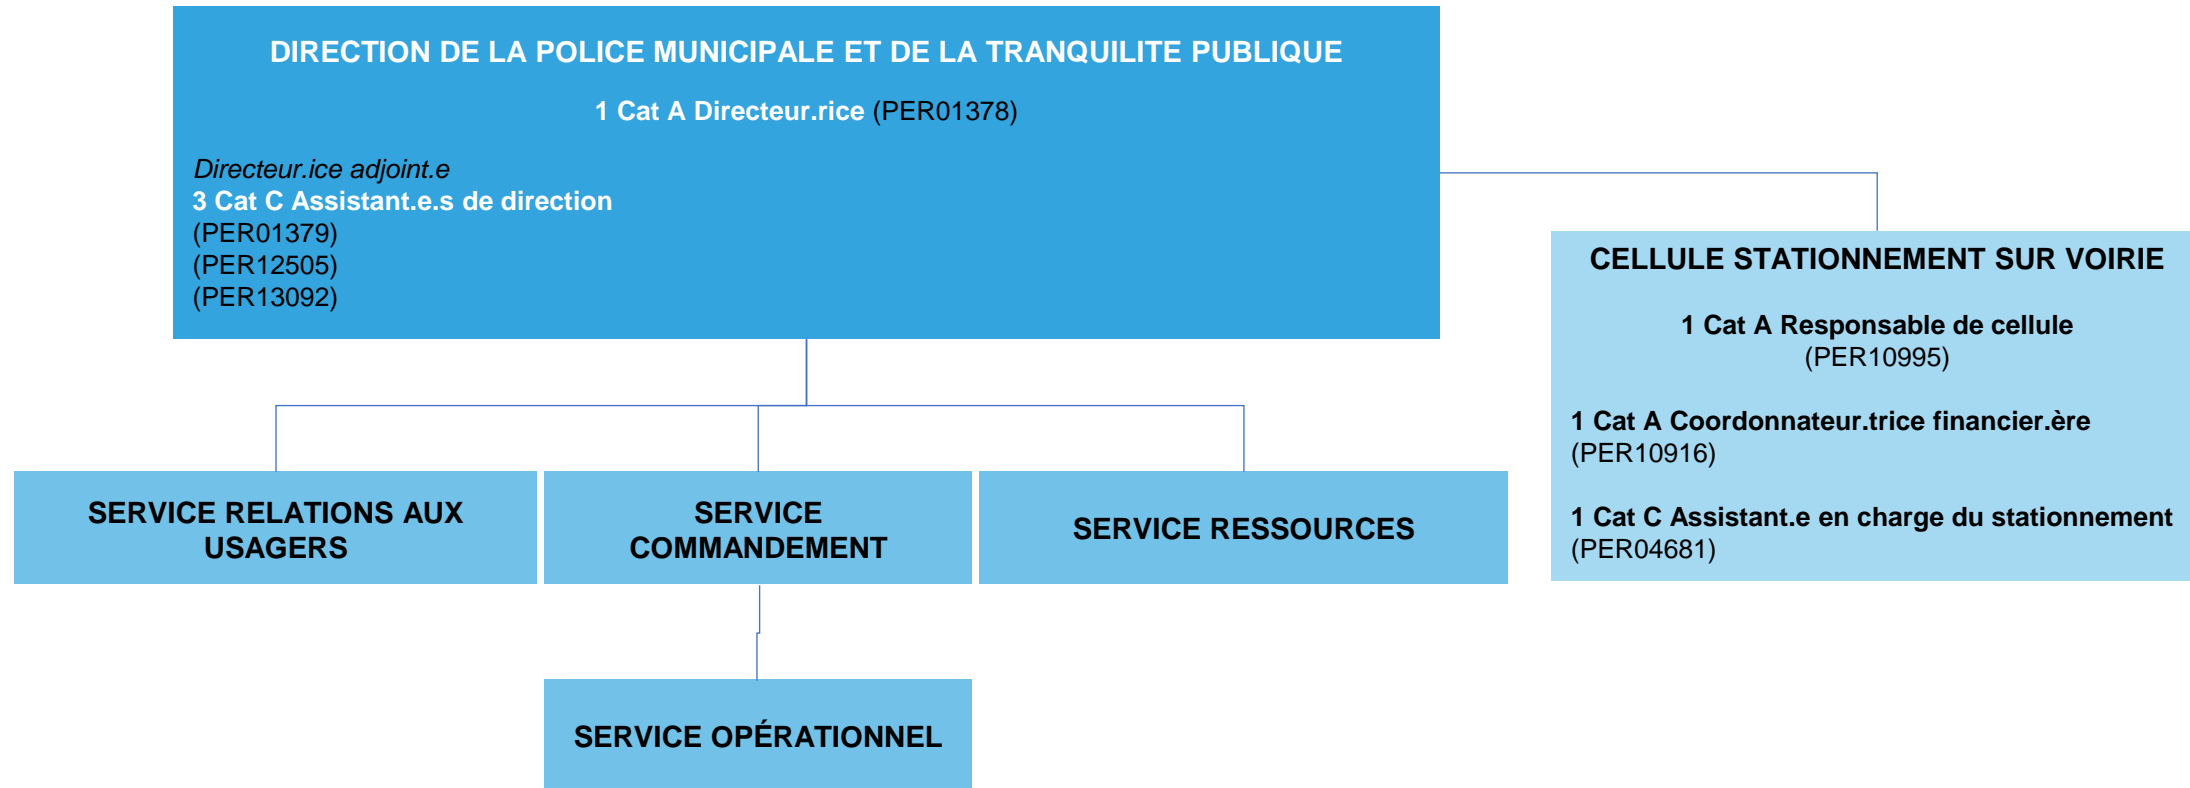 DIRECTION DE LA POLICE MUNICIPALE ET DE LA TRANQUILITE PUBLIQUE
1 Cat A Directeur.rice (PER01378)
Directeur.ice adjoint.e
3 Cat C Assistant.e.s de direction
(PER01379)
(PER12505)
(PER13092)
CELLULE STATIONNEMENT SUR VOIRIE
1 Cat A Responsable de cellule
(PER10995)
1 Cat A Coordonnateur.trice financier.ère
(PER10916)
1 Cat C Assistant.e en charge du stationnement
(PER04681)
SERVICE RELATIONS AUX
USAGERS
SERVICE
COMMANDEMENT
SERVICE RESSOURCES
SERVICE OPÉRATIONNEL